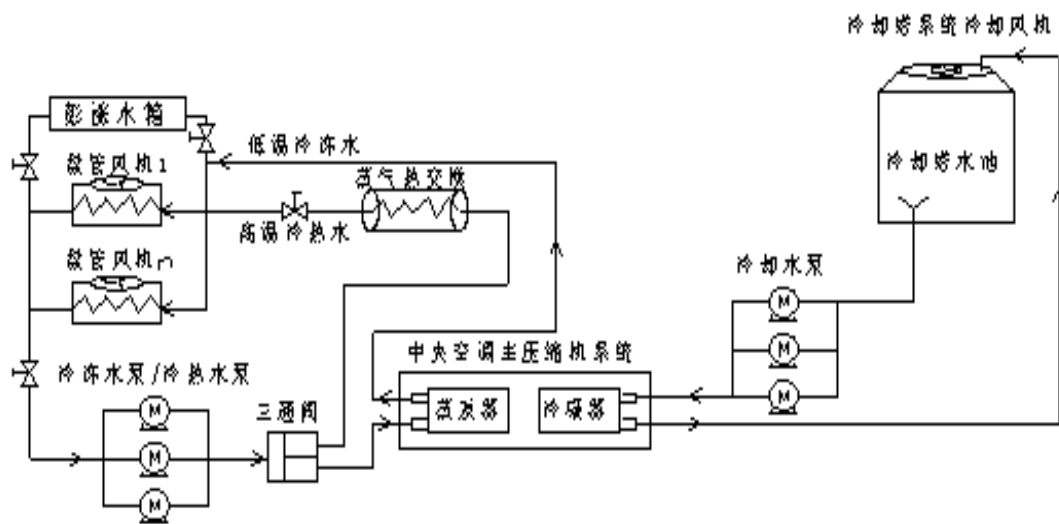 冷却塔系统冷却风机
膨涨水箱
低温冷冻水
盘管风机1
蒸气热交换
冷却塔水池
高温冷热水
盘管风机n
冷却水泵
M
M
M
中央空调主压缩机系统
冷冻水泵/冷热水泵
三通阀
蒸发器
冷凝器
M
M
M